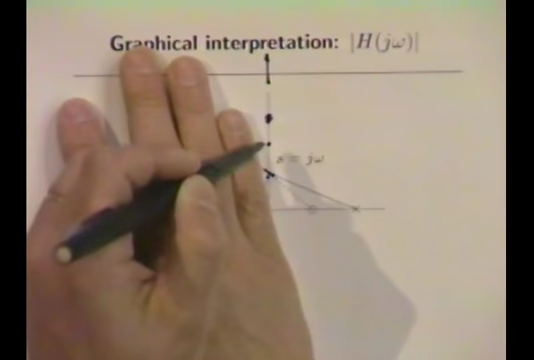 Graphical interpretation: |H(jω)|
s = jω